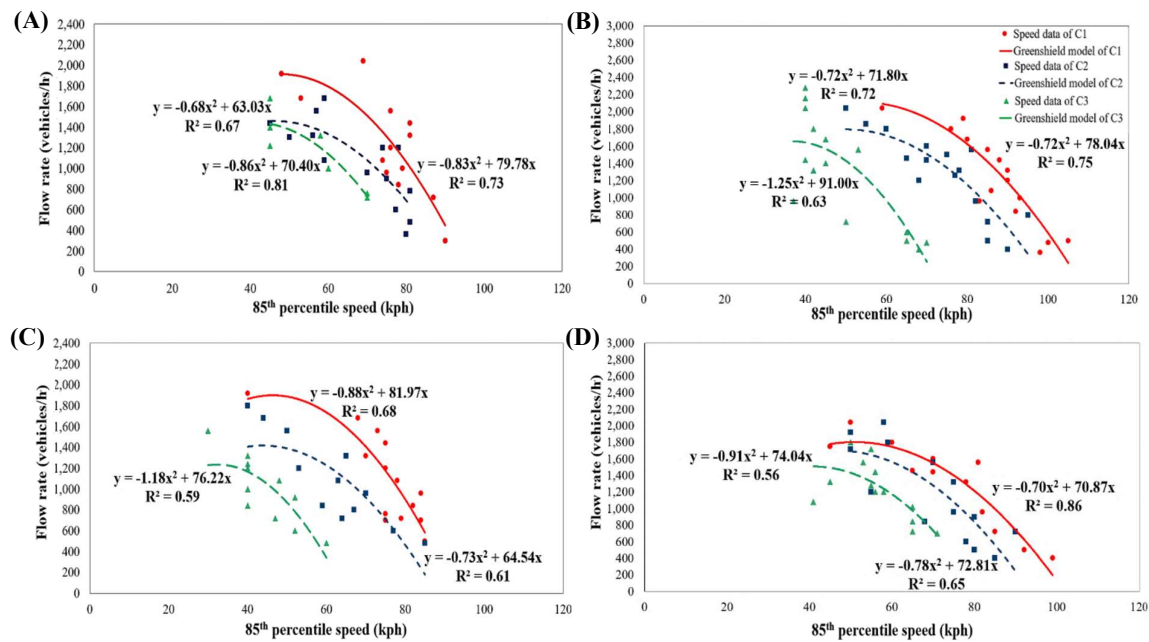 (A)
2,400
2,200
2,000
1,800
1,600
1,400
1,200
1,000
800
600
400
200
0
Flow rate (vehicles/hr)
y = -0.68x² + 63.03x
R² = 0.67
y = -0.86x² + 70.40x
R² = 0.81
y = -0.83x² + 79.78x
R² = 0.73
0 20 40 60 80 100 120
85th percentile speed (kph)
(B)
3,000
2,800
2,600
2,400
2,200
2,000
1,800
1,600
1,400
1,200
1,000
800
600
400
200
0
Flow rate (vehicles/hr)
Speed data of C1
Greenshield model of C1
Speed data of C2
Greenshield model of C2
Speed data of C3
Greenshield model of C3
y = -0.72x² + 71.80x
R² = 0.72
y = -0.72x² + 78.04x
R² = 0.75
y = -1.25x² + 91.00x
R² = 0.63
0 20 40 60 80 100 120
85th percentile speed (kph)
(C)
2,400
2,200
2,000
1,800
1,600
1,400
1,200
1,000
800
600
400
200
0
Flow rate (vehicles/hr)
y = -0.88x² + 81.97x
R² = 0.68
y = -1.18x² + 76.22x
R² = 0.59
y = -0.73x² + 64.54x
R² = 0.61
0 20 40 60 80 100 120
85th percentile speed (kph)
(D)
3,000
2,800
2,600
2,400
2,200
2,000
1,800
1,600
1,400
1,200
1,000
800
600
400
200
0
Flow rate (vehicles/hr)
y = -0.91x² + 74.04x
R² = 0.56
y = -0.70x² + 70.87x
R² = 0.86
y = -0.78x² + 72.81x
R² = 0.65
0 20 40 60 80 100 120
85th percentile speed (kph)